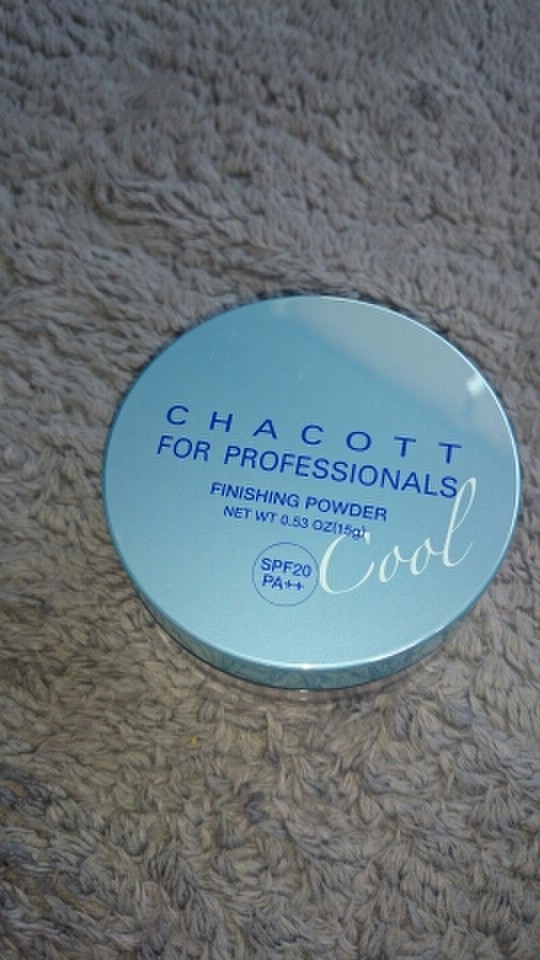 CHACOTT
FOR PROFESSIONALS
FINISHING POWDER
NET WT 0.53 OZ(15g)
Cool
SPF20
PA++